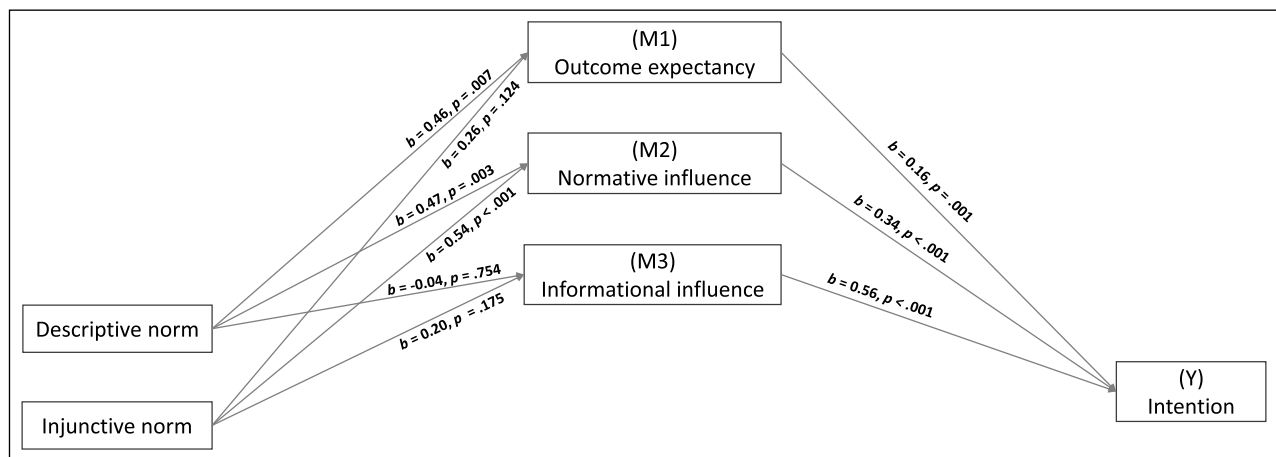 (M1)
Outcome expectancy
b = 0.46, p = .007
b = 0.26, p = .124
(M2)
Normative influence
b = 0.16, p = .001
b = 0.47, p = .003
b = 0.54, p < .001
b = 0.34, p < .001
(M3)
Informational influence
b = -0.04, p = .754
b = 0.20, p = .175
b = 0.56, p < .001
Descriptive norm
Injunctive norm
(Y)
Intention